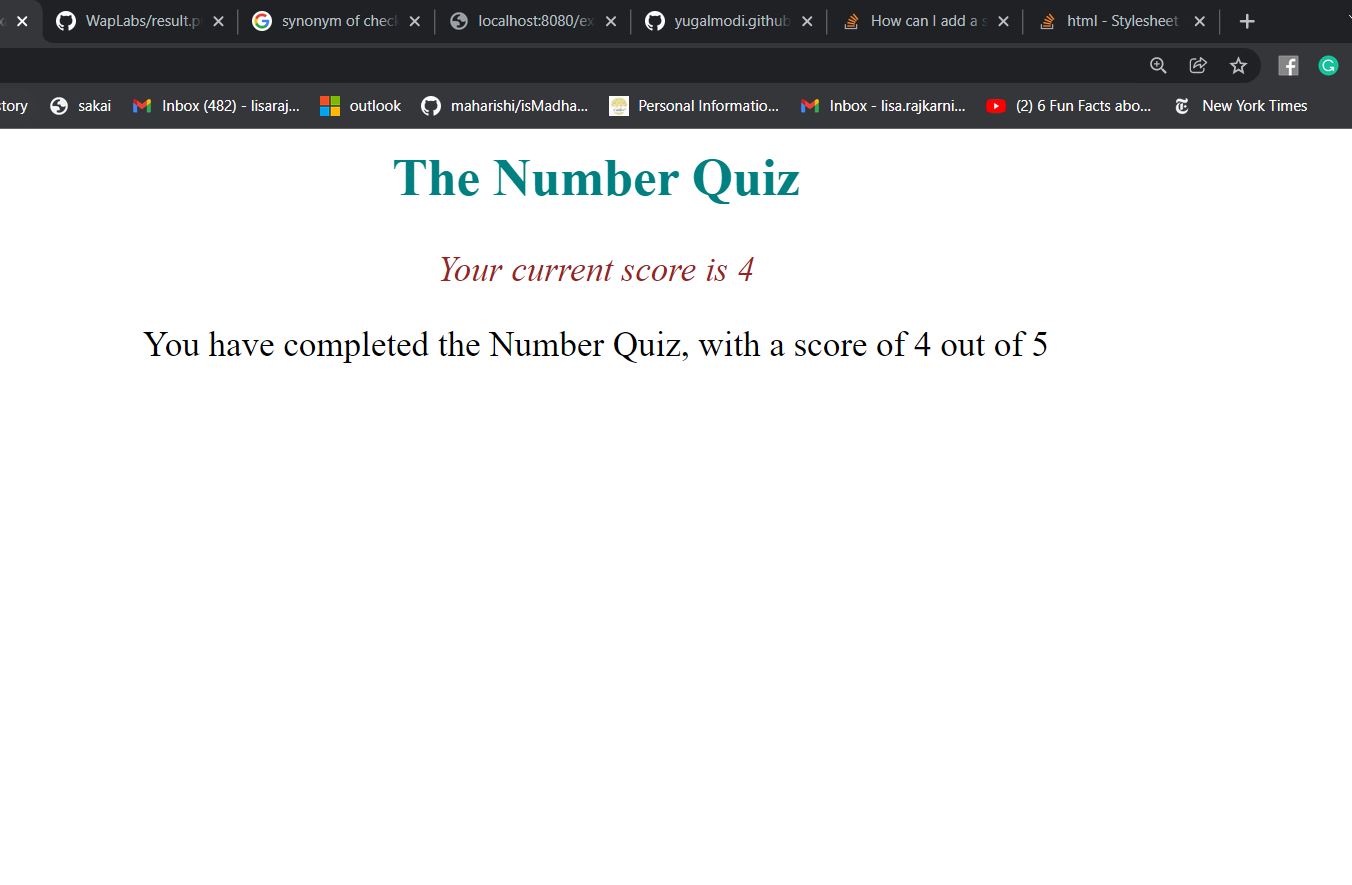 WapLabs/result.p
synonym of chec
localhost:8080/ex
yugalmodi.github
How can I add a s
html - Stylesheet
story
sakai
Inbox (482) - lisaraj...
outlook
maharishi/isMadha...
Personal Informatio...
Inbox - lisa.rajkarni...
(2) 6 Fun Facts abo...
New York Times
The Number Quiz
Your current score is 4
You have completed the Number Quiz, with a score of 4 out of 5